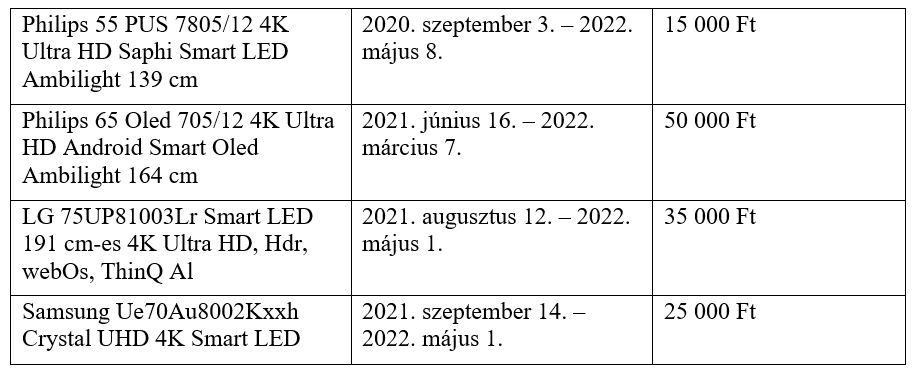 Philips 55 PUS 7805/12 4K
Ultra HD Saphi Smart LED
Ambilight 139 cm
2020. szeptember 3. – 2022.
május 8.
15 000 Ft
Philips 65 Oled 705/12 4K Ultra
HD Android Smart Oled
Ambilight 164 cm
2021. június 16. – 2022.
március 7.
50 000 Ft
LG 75UP81003Lr Smart LED
191 cm-es 4K Ultra HD, Hdr,
webOs, ThinQ Al
2021. augusztus 12. – 2022.
május 1.
35 000 Ft
Samsung Ue70Au8002Kxxh
Crystal UHD 4K Smart LED
2021. szeptember 14. –
2022. május 1.
25 000 Ft